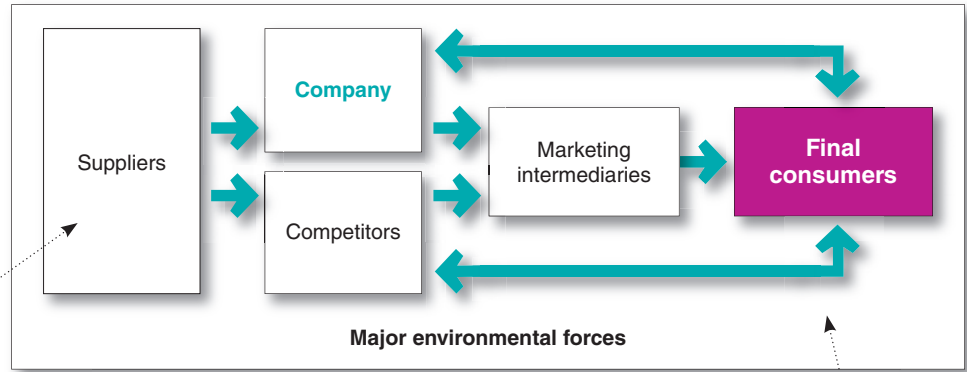 Company
Suppliers
Competitors
Marketing
intermediaries
Final
consumers
Major environmental forces